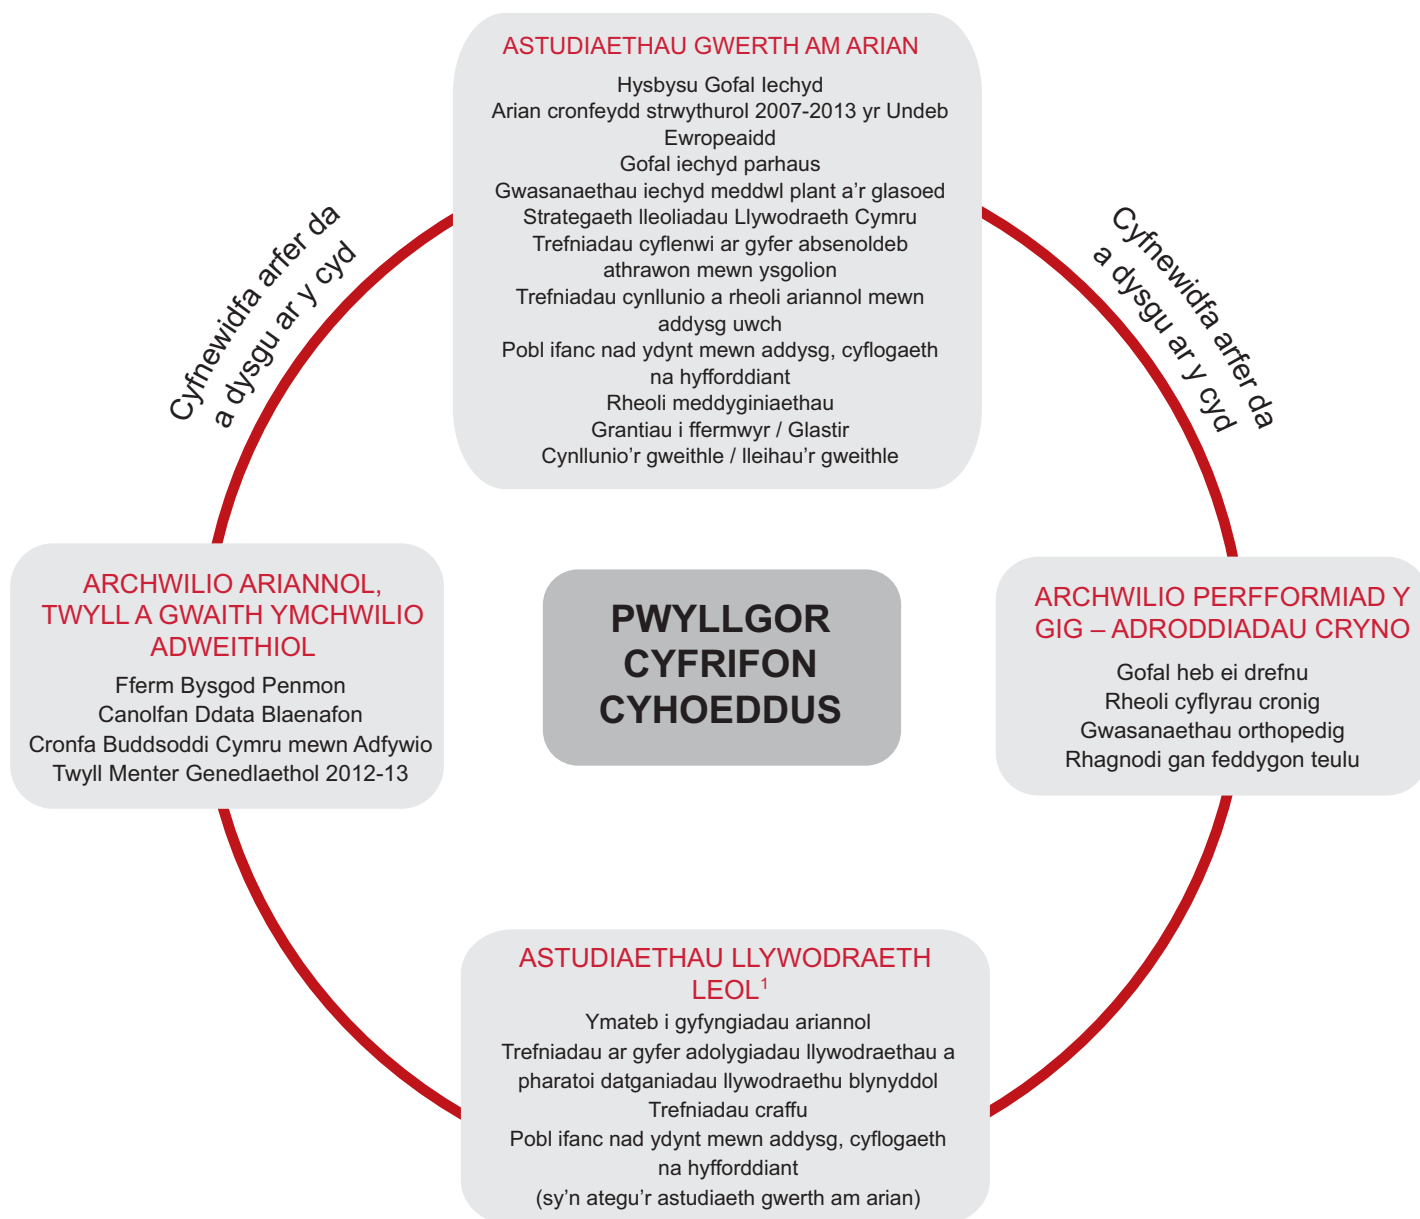 ASTUDIAETHAU GWERTH AM ARIAN
Hysbysu Gofal Iechyd
Arian cronfeydd strwythurol 2007-2013 yr Undeb
Ewropeaidd
Gofal iechyd parhaus
Gwasanaethau iechyd meddwl plant a'r glasoed
Strategaeth lleoliadau Llywodraeth Cymru
Trefniadau cyflenwi ar gyfer absenoldeb
athrawon mewn ysgolion
Trefniadau cynllunio a rheoli ariannol mewn
addysg uwch
Pobl ifanc nad ydynt mewn addysg, cyflogaeth
na hyfforddiant
Rheoli meddyginiaethau
Grantiau i ffermwyr / Glastir
Cynllunio'r gweithle / lleihau'r gweithle
Cyfnewidfa arfer da
a dysgu ar y cyd
Cyfnewidfa arfer da
a dysgu ar y cyd
ARCHWILIO ARIANNOL,
TWYLL A GWAITH YMCHWILIO
ADWEITHIOL
Fferm Bysgod Penmon
Canolfan Ddata Blaenafon
Cronfa Buddsoddi Cymru mewn Adfywio
Twyll Menter Genedlaethol 2012-13
PWYLLGOR
CYFRIFON
CYHOEDDUS
ARCHWILIO PERFFORMIAD Y
GIG – ADRODDIADAU CRYNO
Gofal heb ei drefnu
Rheoli cyflyrau cronig
Gwasanaethau orthopedig
Rhagnodi gan feddygon teulu
ASTUDIAETHAU LLYWODRAETH
LEOL¹
Ymateb i gyfyngiadau ariannol
Trefniadau ar gyfer adolygiadau llywodraethau a
pharatoi datganiadau llywodraethu blynyddol
Trefniadau craffu
Pobl ifanc nad ydynt mewn addysg, cyflogaeth
na hyfforddiant
(sy'n ategu'r astudiaeth gwerth am arian)